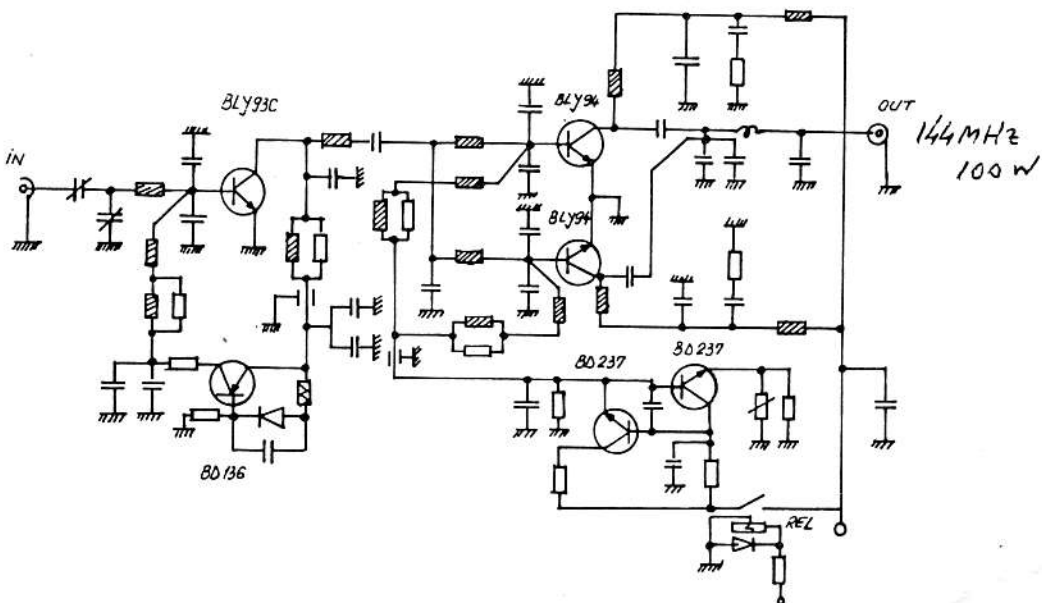 BLY93C
BLY94
iN
OUT
144MHz
100W
BLY94
BD237
BD237
BD136
REL